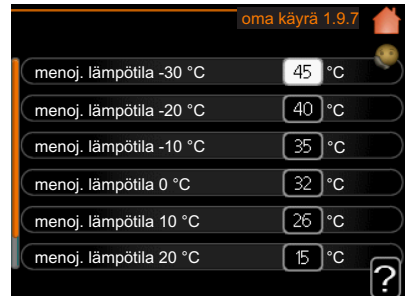 oma käyrä 1.9.7
menoj. lämpötila -30 °C 45 °C
menoj. lämpötila -20 °C 40 °C
menoj. lämpötila -10 °C 35 °C
menoj. lämpötila 0 °C 32 °C
menoj. lämpötila 10 °C 26 °C
menoj. lämpötila 20 °C 15 °C
?